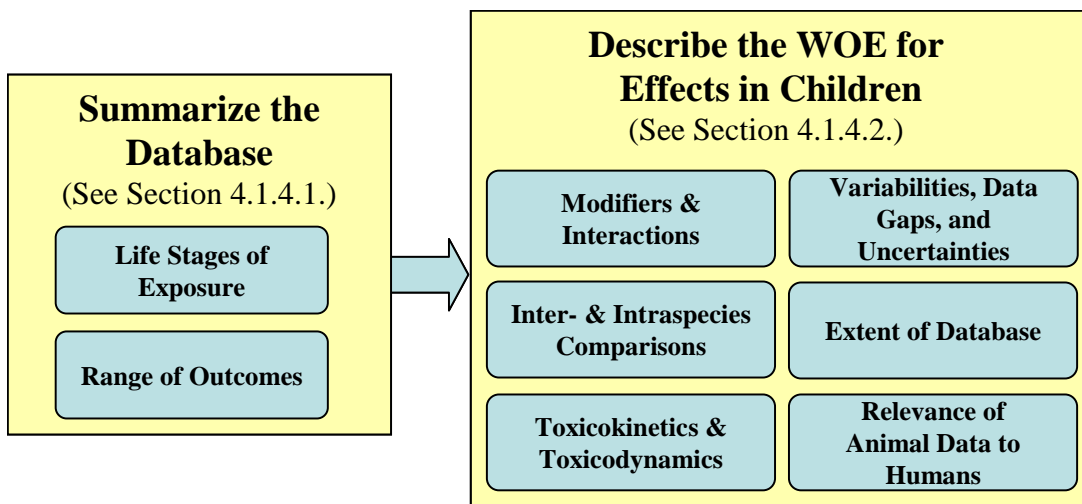 Summarize the
Database
(See Section 4.1.4.1.)
Life Stages of
Exposure
Range of Outcomes
Describe the WOE for
Effects in Children
(See Section 4.1.4.2.)
Modifiers &
Interactions
Variabilities, Data
Gaps, and
Uncertainties
Inter- & Intraspecies
Comparisons
Extent of Database
Toxicokinetics &
Toxicodynamics
Relevance of
Animal Data to
Humans